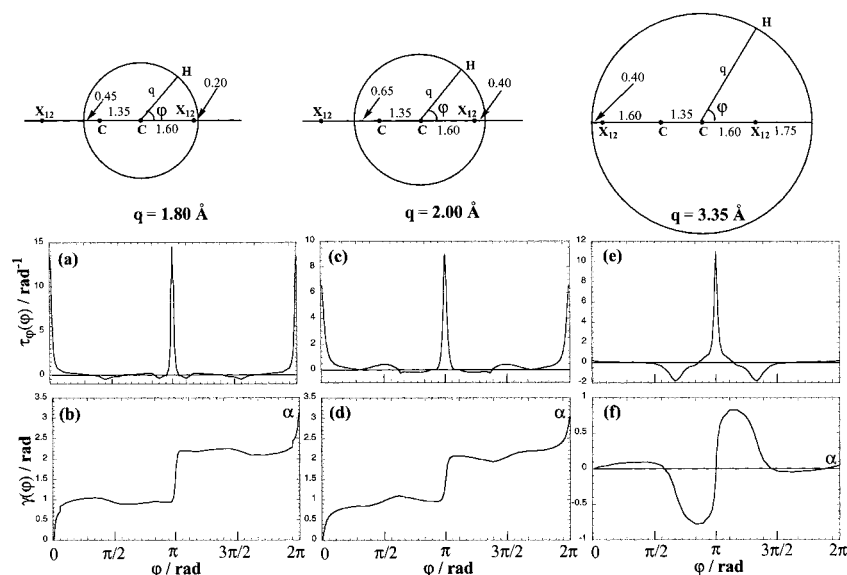 H
q
0.45
0.20
X12
1.35
φ
X12
C
C
1.60
q = 1.80 Å
H
q
0.65
0.40
X12
1.35
φ
X12
C
C
1.60
q = 2.00 Å
H
q
0.40
φ
1.60
1.35
X12
C
C
1.60
X12
q = 3.35 Å
(a)
15
10
5
0
τφ(φ) / rad-1
(c)
10
8
6
4
2
0
(e)
12
10
8
6
4
2
0
-2
(b)
α
3.5
3
2.5
2
1.5
1
0.5
0
γ(φ) / rad
0
π/2
π
3π/2
2π
φ / rad
(d)
α
3.5
3
2.5
2
1.5
1
0.5
0
0
π/2
π
3π/2
2π
φ / rad
(f)
α
1
0.5
0
-0.5
-1
0
π/2
π
3π/2
2π
φ / rad